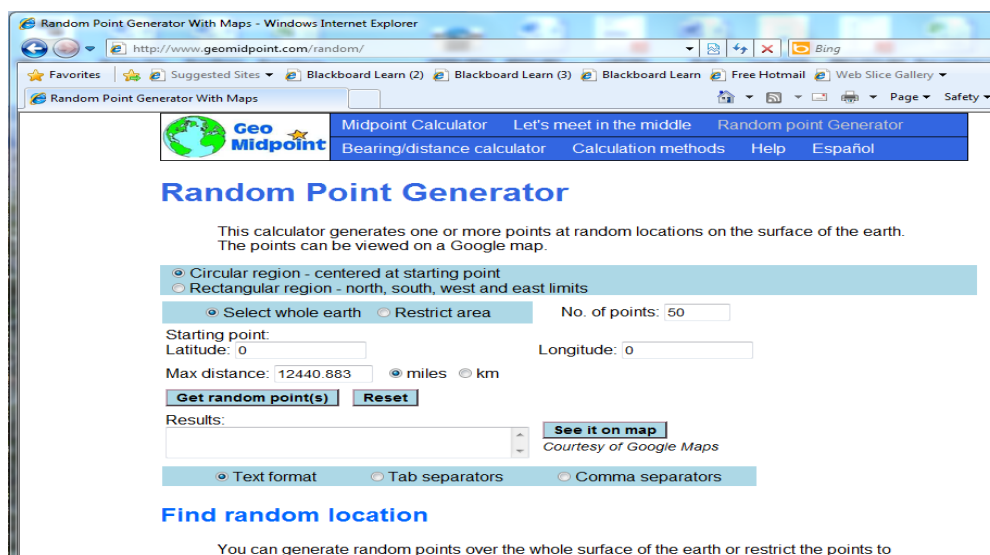 Random Point Generator With Maps - Windows Internet Explorer
http://www.geomidpoint.com/random/
Bing
Favorites Suggested Sites Blackboard Learn (2) Blackboard Learn (3) Blackboard Learn Free Hotmail Web Slice Gallery
Random Point Generator With Maps Page Safety
Geo Midpoint
Midpoint Calculator Let's meet in the middle Random point Generator
Bearing/distance calculator Calculation methods Help Español
Random Point Generator
This calculator generates one or more points at random locations on the surface of the earth.
The points can be viewed on a Google map.
Circular region - centered at starting point
Rectangular region - north, south, west and east limits
Select whole earth Restrict area No. of points: 50
Starting point:
Latitude: 0 Longitude: 0
Max distance: 12440.883 miles km
Get random point(s) Reset
Results:
See it on map
Courtesy of Google Maps
Text format Tab separators Comma separators
Find random location
You can generate random points over the whole surface of the earth or restrict the points to